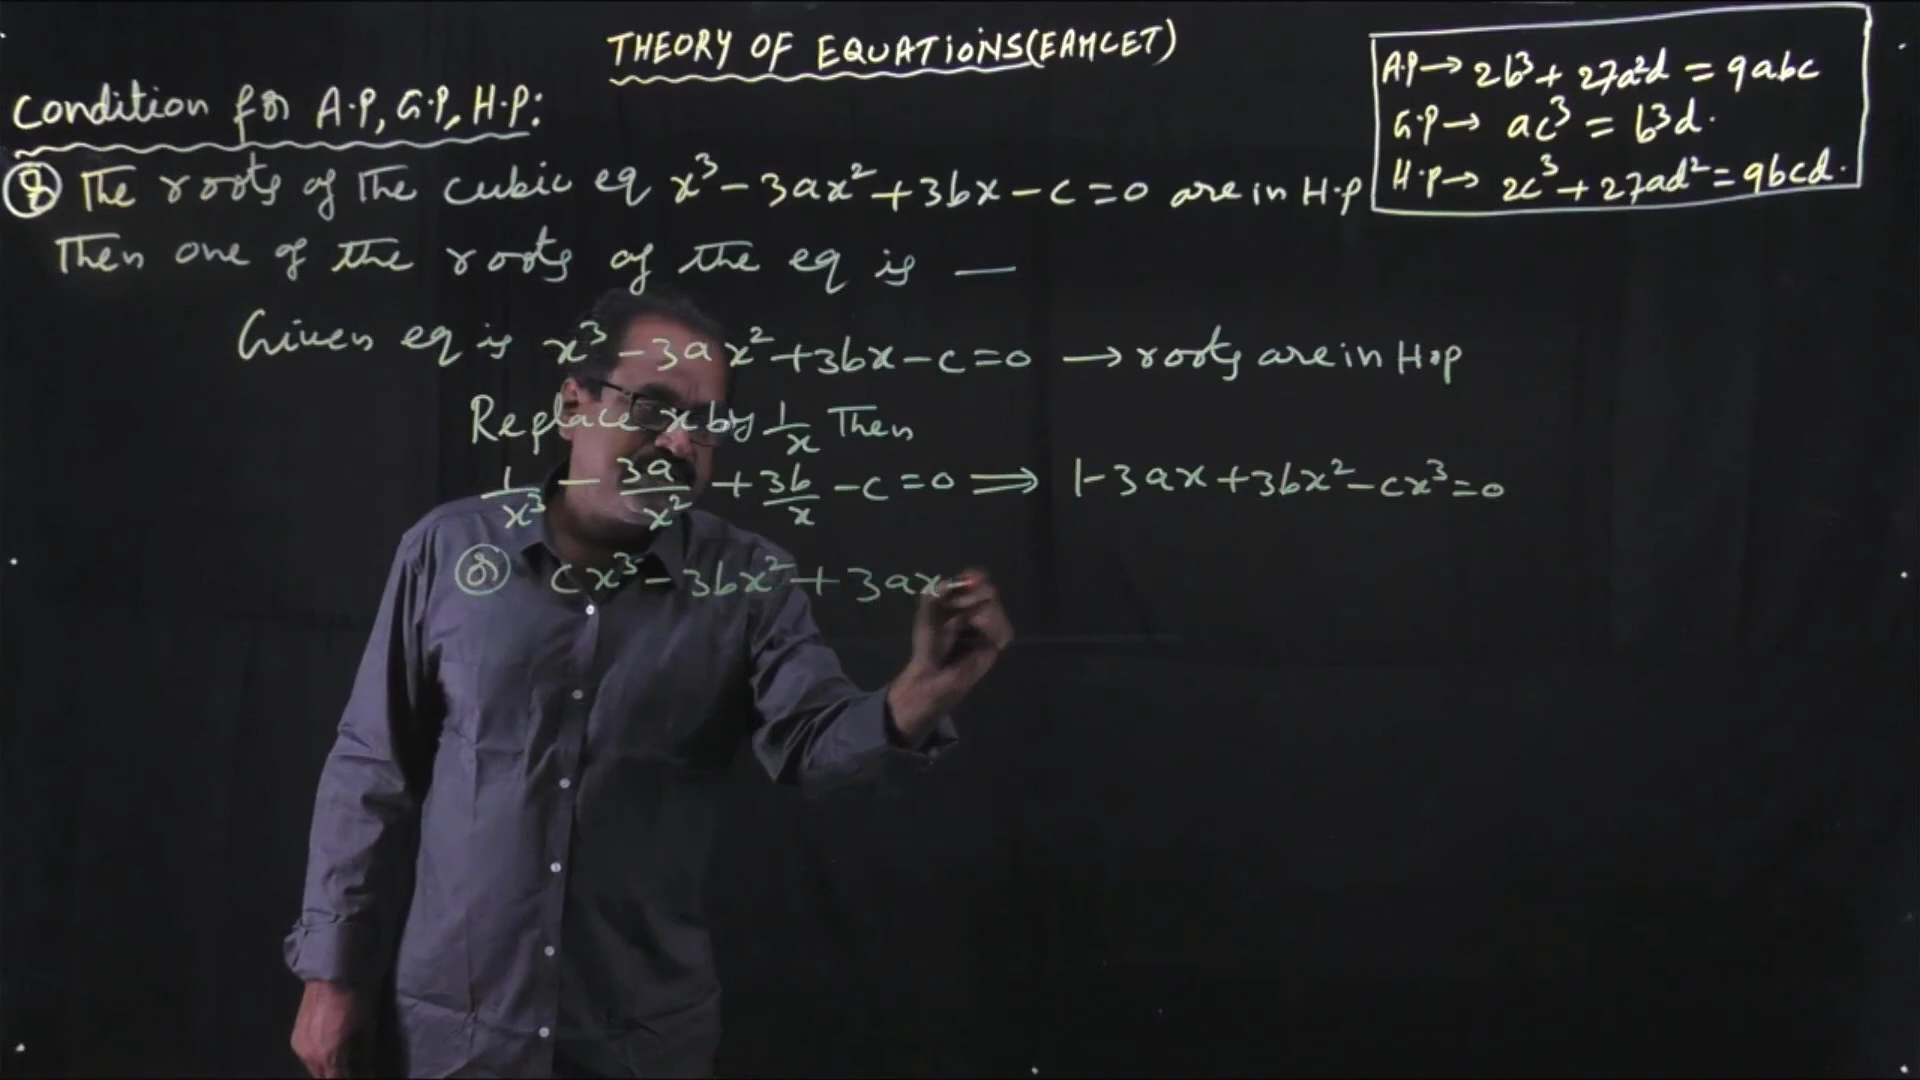 THEORY OF EQUATIONS(EAMCET)
A.P→ 2b³ + 27a²d = 9abc
G.P→ ac³ = b³d.
H.P→ 2c³ + 27ad² = 9bcd.
Condition for A.P, G.P, H.P:
⑧ The roots of The cubic eq x³ - 3ax² + 3bx - c = 0 are in H.P
Then one of the roots of the eq is —
Given eq is x³ - 3ax² + 3bx - c = 0 → roots are in H.P
Replace x by 1/x Then
1/x³ - 3a/x² + 3b/x - c = 0 ⟹ 1 - 3ax + 3bx² - cx³ = 0
cx³ - 3bx² + 3ax -